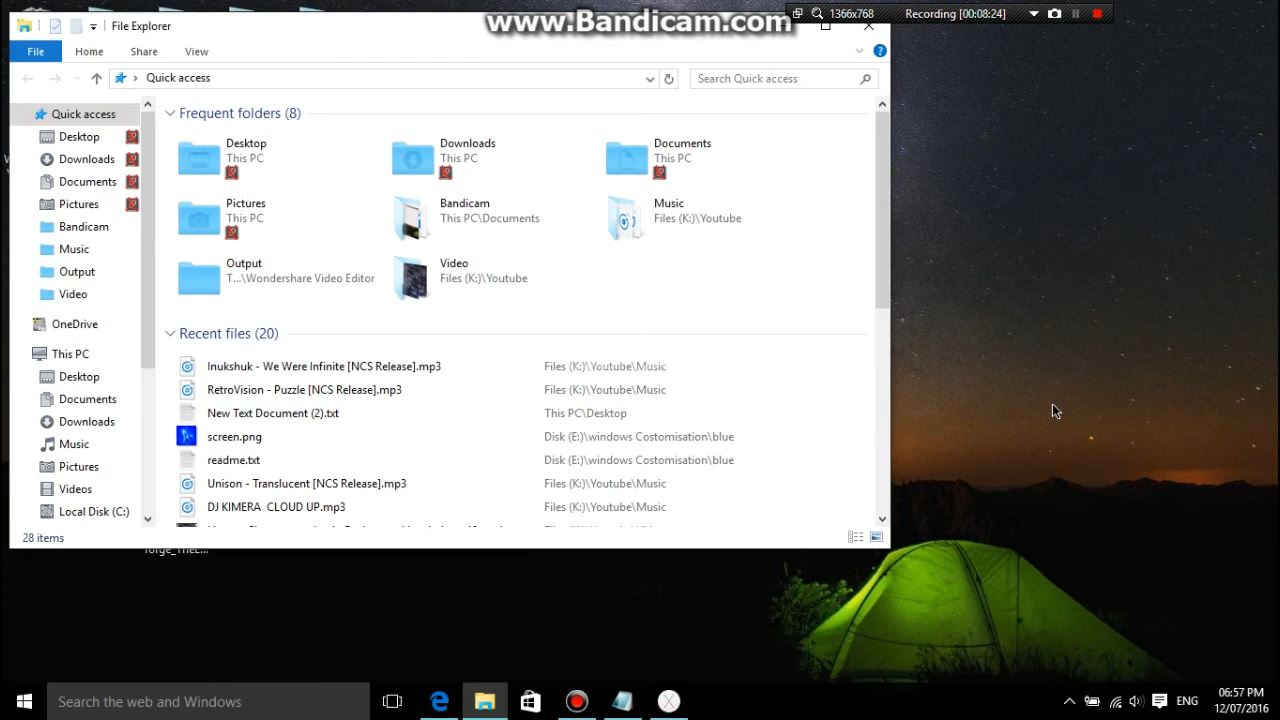 www.Bandicam.com
1366x768 Recording [00:08:24]
File Explorer
File Home Share View
Quick access
Search Quick access
Quick access
Desktop
Downloads
Documents
Pictures
Bandicam
Music
Output
Video
OneDrive
This PC
Desktop
Documents
Downloads
Music
Pictures
Videos
Local Disk (C:)
Frequent folders (8)
Desktop
This PC
Downloads
This PC
Documents
This PC
Pictures
This PC
Bandicam
This PC\Documents
Music
Files (K:)\Youtube
Output
T...\Wondershare Video Editor
Video
Files (K:)\Youtube
Recent files (20)
Inukshuk - We Were Infinite [NCS Release].mp3 Files (K:)\Youtube\Music
RetroVision - Puzzle [NCS Release].mp3 Files (K:)\Youtube\Music
New Text Document (2).txt This PC\Desktop
screen.png Disk (E:)\windows Costomisation\blue
readme.txt Disk (E:)\windows Costomisation\blue
Unison - Translucent [NCS Release].mp3 Files (K:)\Youtube\Music
DJ KIMERA CLOUD UP.mp3 Files (K:)\Youtube\Music
28 items
Search the web and Windows
ENG
06:57 PM
12/07/2016